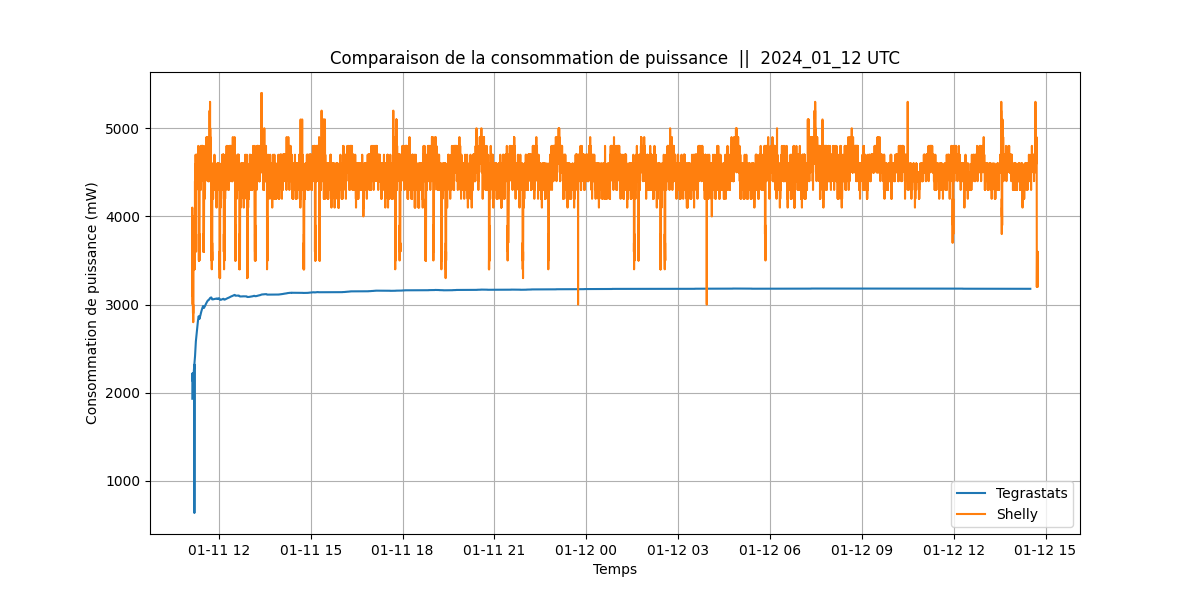 Comparaison de la consommation de puissance || 2024_01_12 UTC
Consommation de puissance (mW)
5000
4000
3000
2000
1000
Tegrastats
Shelly
01-11 12 01-11 15 01-11 18 01-11 21 01-12 00 01-12 03 01-12 06 01-12 09 01-12 12 01-12 15
Temps